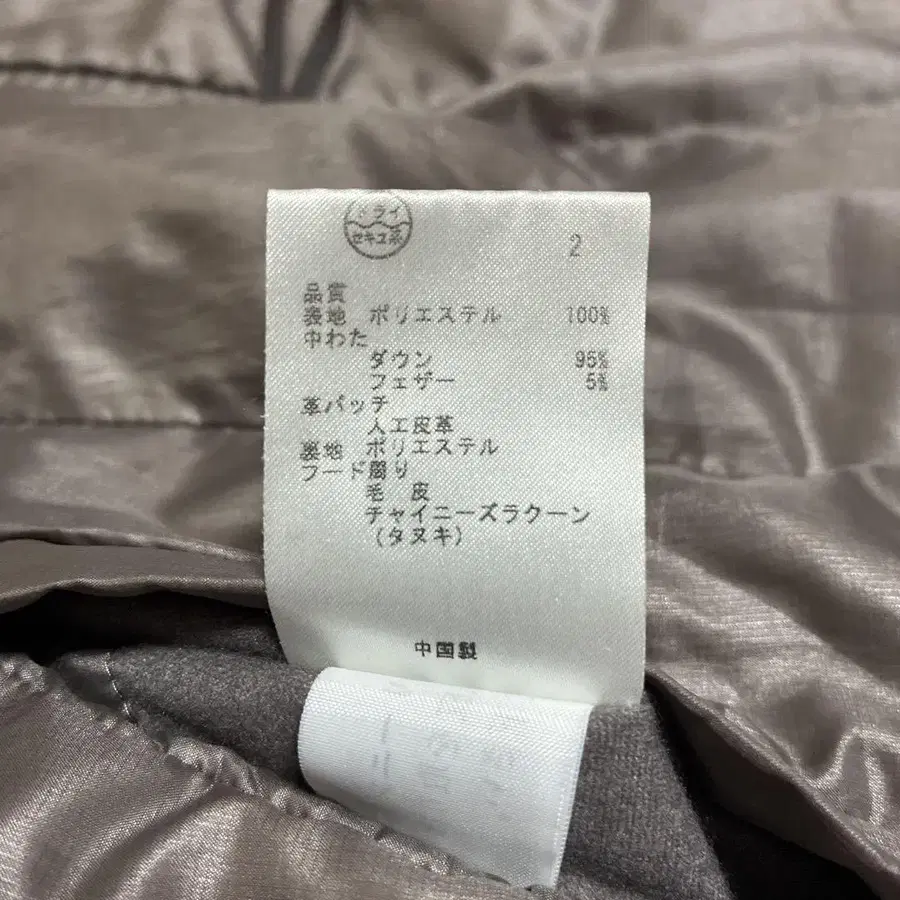 ドライ
セキユ系
2
品質
表地 ポリエステル 100%
中わた
ダウン 95%
フェザー 5%
革パッチ
人工皮革
裏地 ポリエステル
フード周り
毛 皮
チャイニーズラクーン
(タヌキ)
中国製